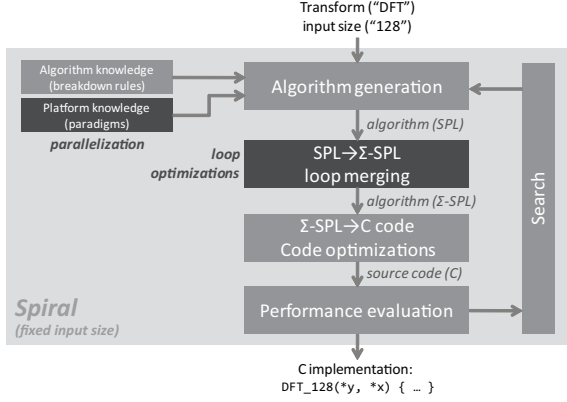 Transform (“DFT”)
input size (“128”)
Algorithm knowledge
(breakdown rules)
Platform knowledge
(paradigms)
parallelization
Algorithm generation
algorithm (SPL)
loop
optimizations
SPL→Σ-SPL
loop merging
algorithm (Σ-SPL)
Σ-SPL→C code
Code optimizations
source code (C)
Performance evaluation
Search
Spiral
(fixed input size)
C implementation:
DFT_128(*y, *x) { … }